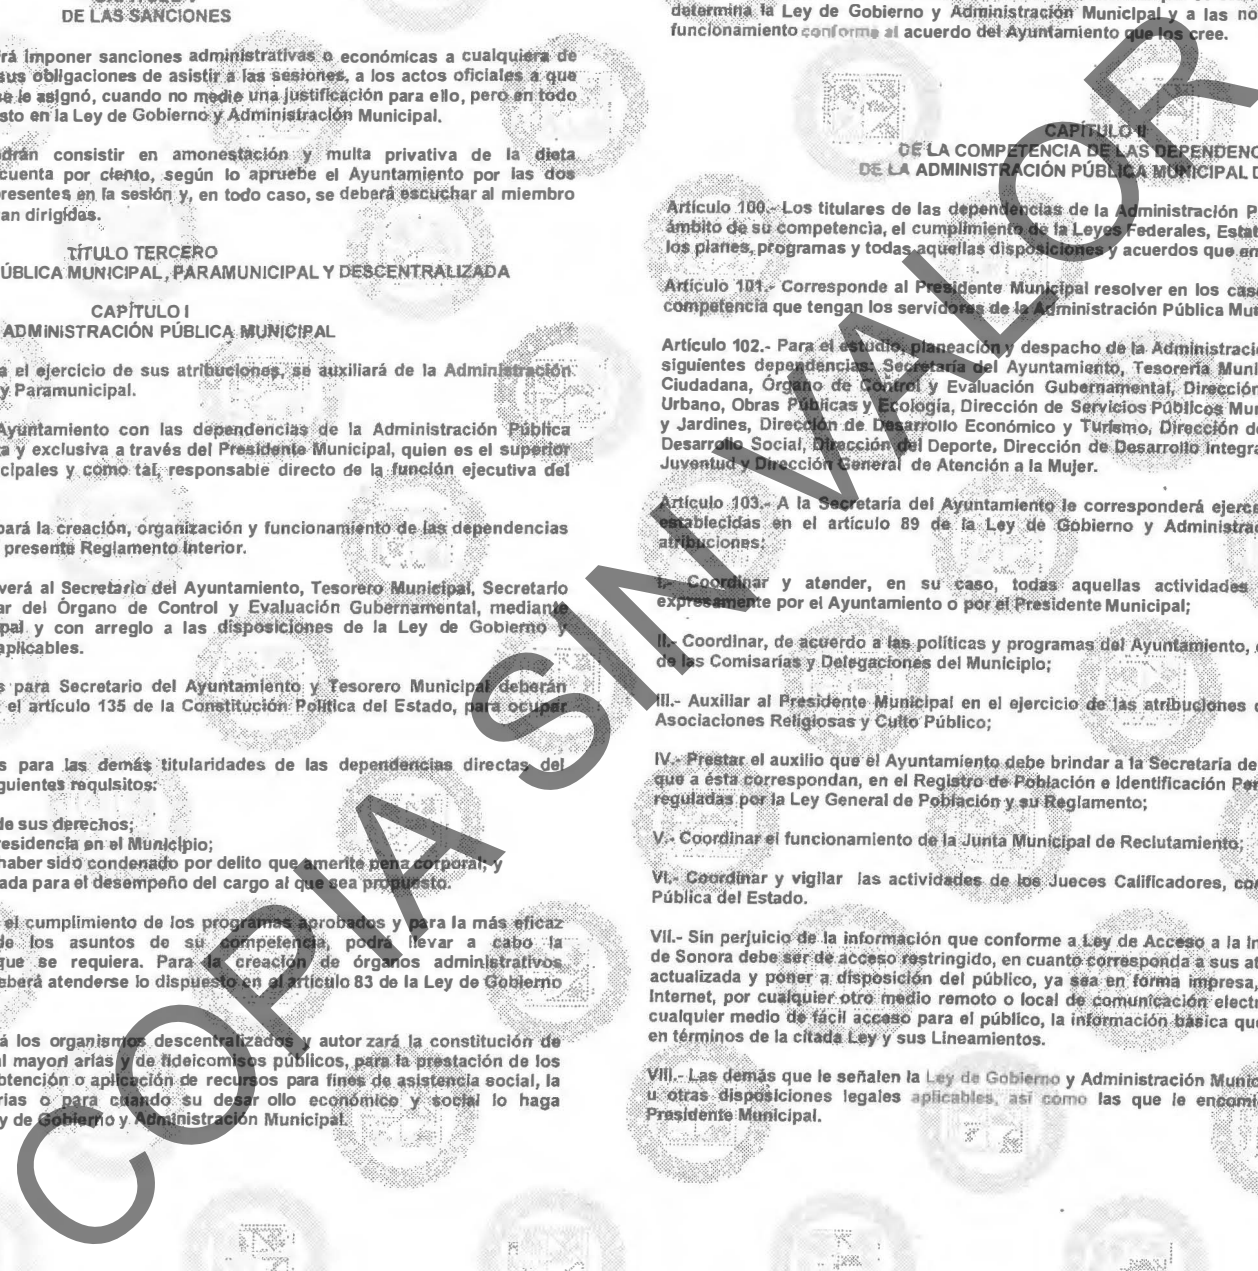 DE LAS SANCIONES
rá imponer sanciones administrativas o económicas a cualquiera de
sus obligaciones de asistir a las sesiones, a los actos oficiales a que
se le asignó, cuando no medie una justificación para ello, pero en todo
sto en la Ley de Gobierno y Administración Municipal.
odrán consistir en amonestación y multa privativa de la dieta
cuenta por ciento, según lo apruebe el Ayuntamiento por las dos
presentes en la sesión y, en todo caso, se deberá escuchar al miembro
an dirigidas.
TÍTULO TERCERO
ÚBLICA MUNICIPAL, PARAMUNICIPAL Y DESCENTRALIZADA
CAPÍTULO I
ADMINISTRACIÓN PÚBLICA MUNICIPAL
a el ejercicio de sus atribuciones, se auxiliará de la Administración
y Paramunicipal.
Ayuntamiento con las dependencias de la Administración Pública
a y exclusiva a través del Presidente Municipal, quien es el superior
cipales y como tal, responsable directo de la función ejecutiva del
bará la creación, organización y funcionamiento de las dependencias
presente Reglamento Interior.
verá al Secretario del Ayuntamiento, Tesorero Municipal, Secretario
ar del Órgano de Control y Evaluación Gubernamental, mediante
pal y con arreglo a las disposiciones de la Ley de Gobierno y
aplicables.
s para Secretario del Ayuntamiento y Tesorero Municipal deberán
el artículo 135 de la Constitución Política del Estado, para ocupar
s para las demás titularidades de las dependencias directas del
guientes requisitos:
de sus derechos;
residencia en el Municipio;
haber sido condenado por delito que amerite pena corporal; y
ada para el desempeño del cargo al que sea propuesto.
el cumplimiento de los programas aprobados y para la más eficaz
de los asuntos de su competencia, podrá llevar a cabo la
que se requiera. Para la creación de órganos administrativos
eberá atenderse lo dispuesto en el artículo 83 de la Ley de Gobierno
á los organismos descentralizados y autor zará la constitución de
al mayori arias y de fideicomisos públicos, para la prestación de los
btención o aplicación de recursos para fines de asistencia social, la
rias o para cuando su desar ollo económico y social lo haga
y de Gobierno y Administración Municipal.
determina la Ley de Gobierno y Administración Municipal y a las no
funcionamiento conforme al acuerdo del Ayuntamiento que los cree.
CAPÍTULO II
DE LA COMPETENCIA DE LAS DEPENDENC
DE LA ADMINISTRACIÓN PÚBLICA MUNICIPAL D
Artículo 100.- Los titulares de las dependencias de la Administración P
ámbito de su competencia, el cumplimiento de la Leyes Federales, Estat
los planes, programas y todas aquellas disposiciones y acuerdos que en
Artículo 101.- Corresponde al Presidente Municipal resolver en los cas
competencia que tengan los servidores de la Administración Pública Mu
Artículo 102.- Para el estudio, planeación y despacho de la Administraci
siguientes dependencias: Secretaría del Ayuntamiento, Tesorería Muni
Ciudadana, Órgano de Control y Evaluación Gubernamental, Dirección
Urbano, Obras Públicas y Ecología, Dirección de Servicios Públicos Mu
y Jardines, Dirección de Desarrollo Económico y Turismo, Dirección de
Desarrollo Social, Dirección del Deporte, Dirección de Desarrollo Integra
Juventud y Dirección General de Atención a la Mujer.
Artículo 103.- A la Secretaría del Ayuntamiento le corresponderá ejerce
establecidas en el artículo 89 de la Ley de Gobierno y Administrac
atribuciones:
I.- Coordinar y atender, en su caso, todas aquellas actividades
expresamente por el Ayuntamiento o por el Presidente Municipal;
II.- Coordinar, de acuerdo a las políticas y programas del Ayuntamiento,
de las Comisarías y Delegaciones del Municipio;
III.- Auxiliar al Presidente Municipal en el ejercicio de las atribuciones
Asociaciones Religiosas y Culto Público;
IV.- Prestar el auxilio que el Ayuntamiento debe brindar a la Secretaría de
que a ésta correspondan, en el Registro de Población e Identificación Per
reguladas por la Ley General de Población y su Reglamento;
V.- Coordinar el funcionamiento de la Junta Municipal de Reclutamiento;
VI.- Coordinar y vigilar las actividades de los Jueces Calificadores, co
Pública del Estado.
VII.- Sin perjuicio de la información que conforme a Ley de Acceso a la In
de Sonora debe ser de acceso restringido, en cuanto corresponda a sus at
actualizada y poner a disposición del público, ya sea en forma impresa,
Internet, por cualquier otro medio remoto o local de comunicación electr
cualquier medio de fácil acceso para el público, la información básica qu
en términos de la citada Ley y sus Lineamientos.
VIII.- Las demás que le señalen la Ley de Gobierno y Administración Munic
u otras disposiciones legales aplicables, así como las que le encomi
Presidente Municipal.
COPIA SIN VALOR